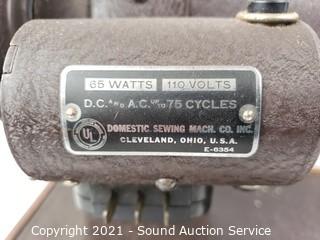 65 WATTS 110 VOLTS
D.C. AND A.C. UP TO 75 CYCLES
UL
DOMESTIC SEWING MACH. CO. INC.
CLEVELAND, OHIO, U.S.A.
E-6354
Copyright © 2021 - Sound Auction Service